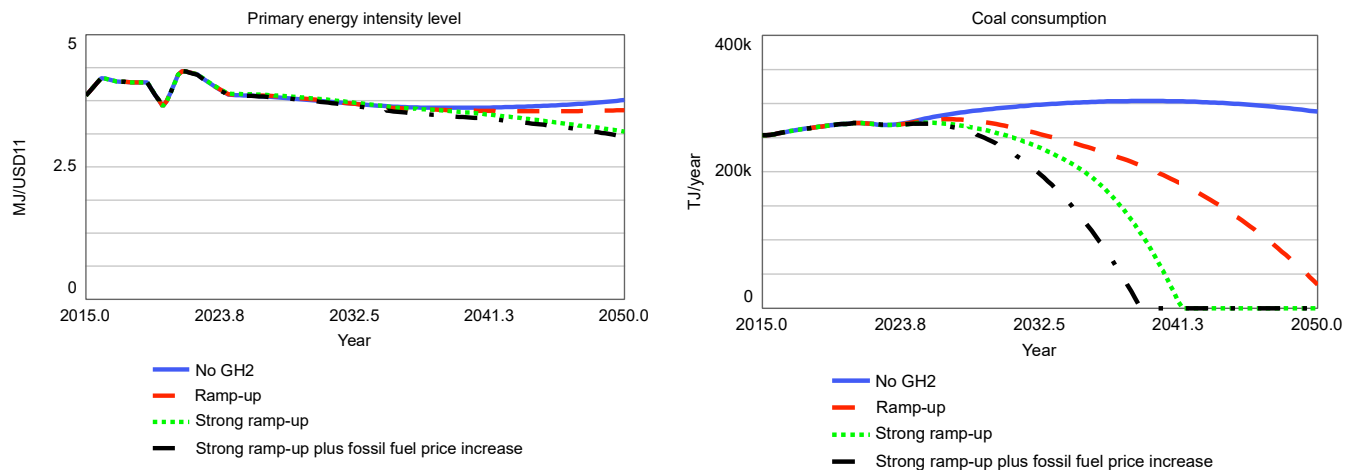 Primary energy intensity level
5
2.5
0
MJ/USD11
2015.0 2023.8 2032.5 2041.3 2050.0
Year
No GH2
Ramp-up
Strong ramp-up
Strong ramp-up plus fossil fuel price increase
Coal consumption
400k
200k
0
TJ/year
2015.0 2023.8 2032.5 2041.3 2050.0
Year
No GH2
Ramp-up
Strong ramp-up
Strong ramp-up plus fossil fuel price increase